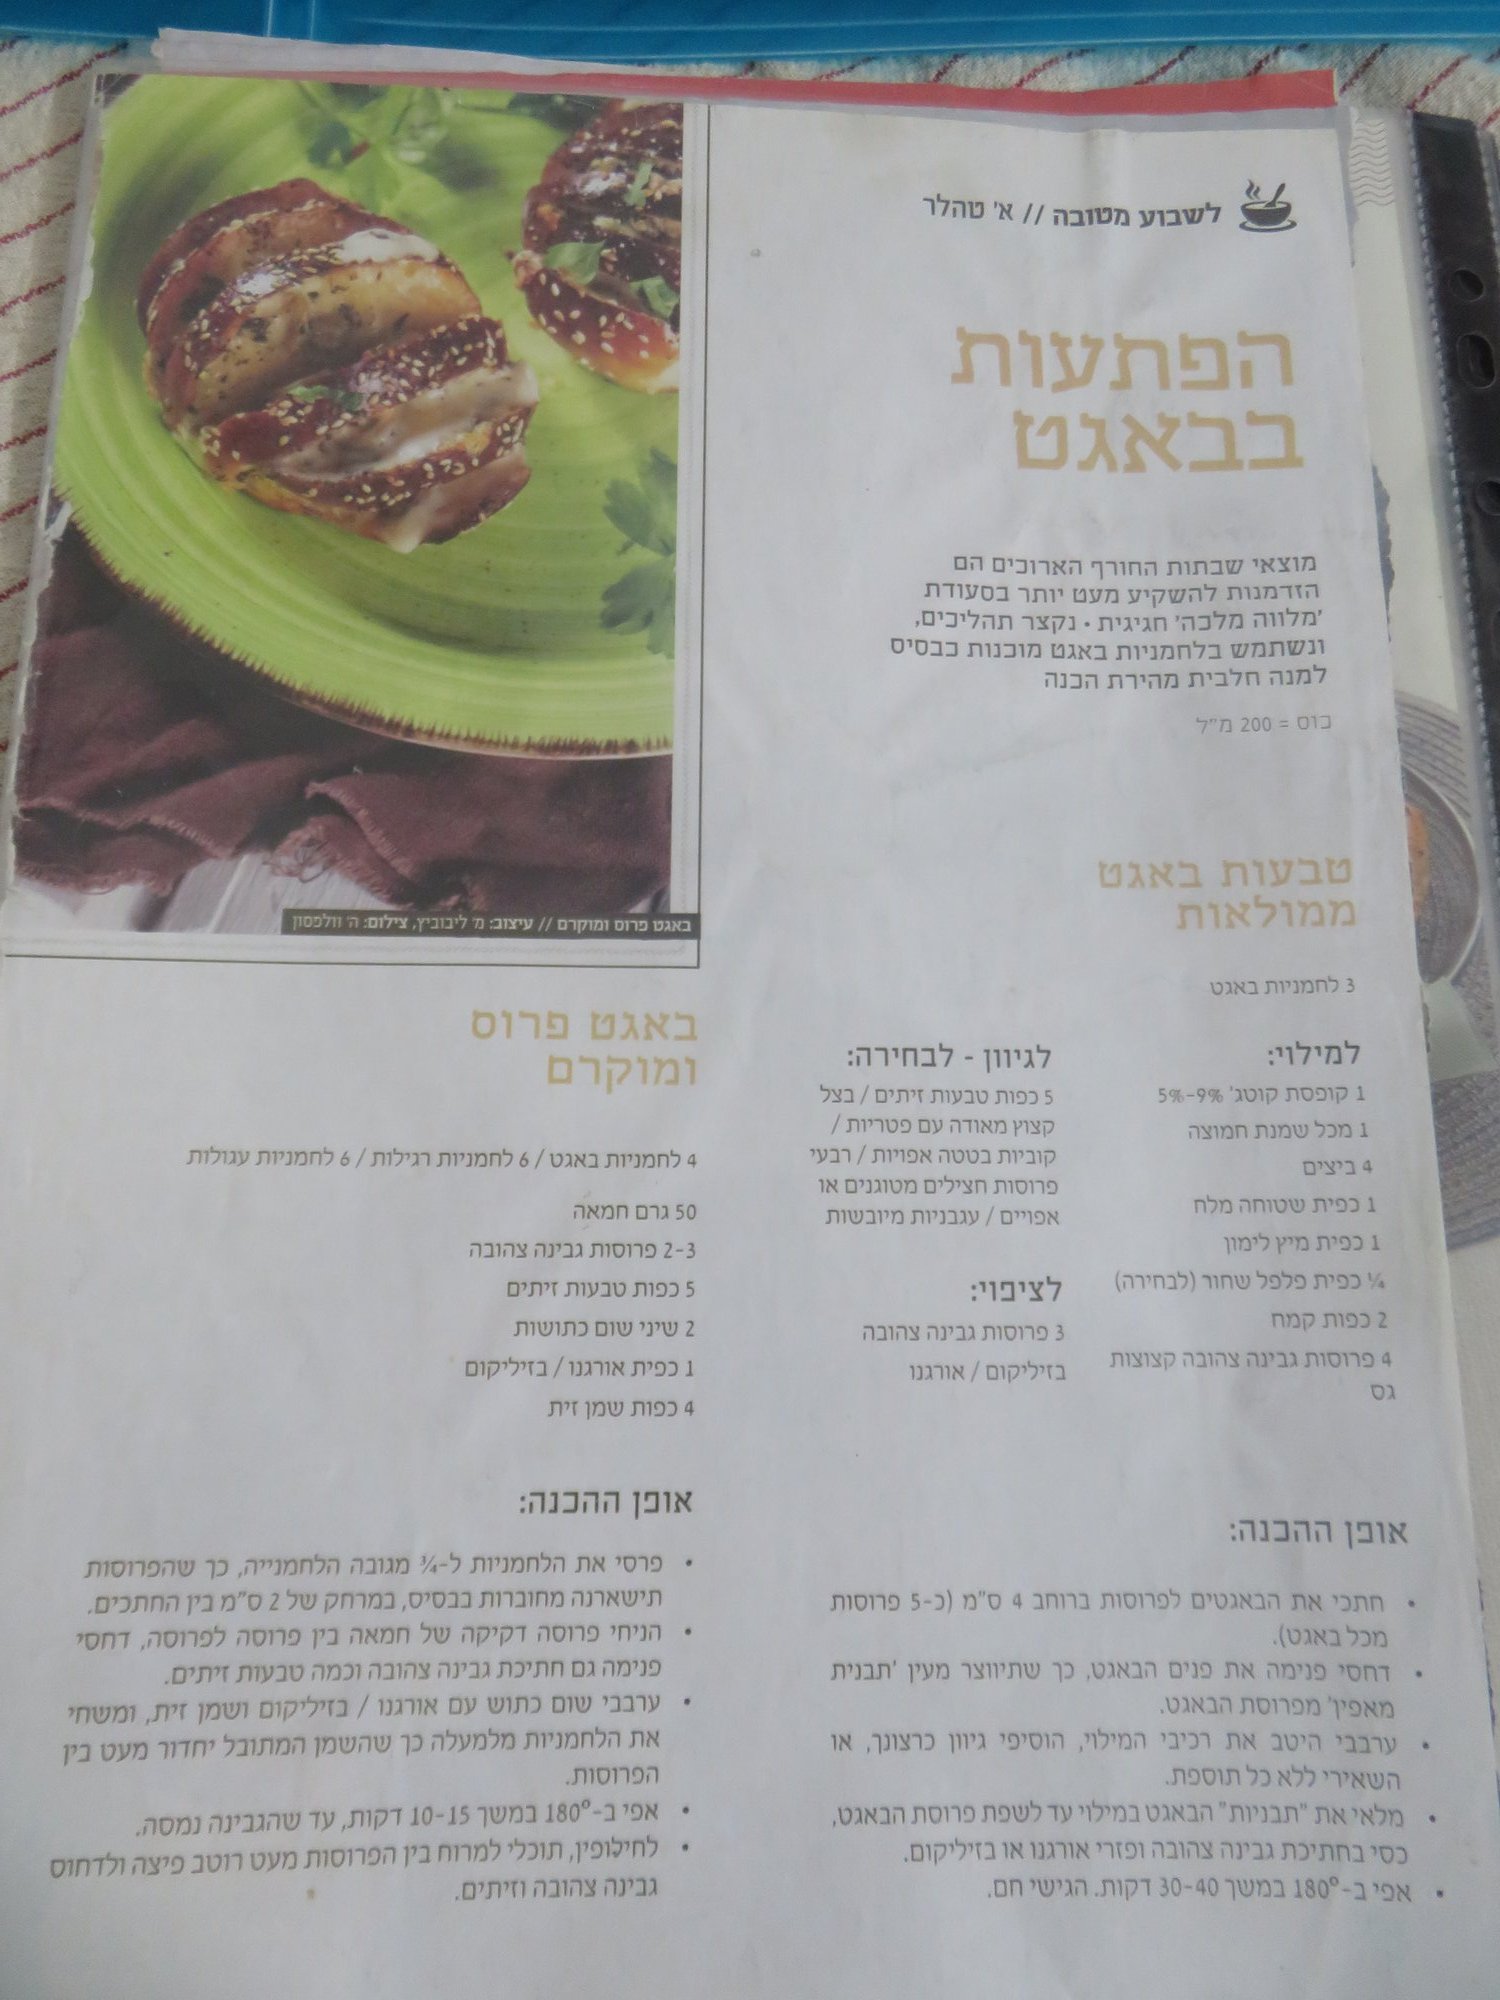 לשבוע מטובה // א' טהלר
הפתעות
בבאגט
מוצאי שבתות החורף הארוכים הם
הזדמנות להשקיע מעט יותר בסעודת
'מלווה מלכה' חגיגית • נקצר תהליכים,
ונשתמש בלחמניות באגט מוכנות כבסיס
למנה חלבית מהירת הכנה
כוס = 200 מ"ל
טבעות באגט
ממולאות
3 לחמניות באגט
למילוי:
1 קופסת קוטג' 5%-9%
1 מכל שמנת חמוצה
4 ביצים
1 כפית שטוחה מלח
1 כפית מיץ לימון
¼ כפית פלפל שחור (לבחירה)
2 כפות קמח
4 פרוסות גבינה צהובה קצוצות
גס
לגיוון - לבחירה:
5 כפות טבעות זיתים / בצל
קצוץ מאודה עם פטריות /
קוביות בטטה אפויות / רבעי
פרוסות חצילים מטוגנים או
אפויים / עגבניות מיובשות
לציפוי:
3 פרוסות גבינה צהובה
בזיליקום / אורגנו
אופן ההכנה:
• חתכי את הבאגטים לפרוסות ברוחב 4 ס"מ (כ-5 פרוסות
מכל באגט).
• דחסי פנימה את פנים הבאגט, כך שתיווצר מעין 'תבנית
מאפין' מפרוסת הבאגט.
• ערבבי היטב את רכיבי המילוי, הוסיפי גיוון כרצונך, או
השאירי ללא כל תוספת.
• מלאי את "תבניות" הבאגט במילוי עד לשפת פרוסת הבאגט,
כסי בחתיכת גבינה צהובה ופזרי אורגנו או בזיליקום.
• אפי ב-180° במשך 30-40 דקות. הגישי חם.
באגט פרוס ומוקרם // עיצוב: מ' ליבוביץ, צילום: ה' וולפסון
באגט פרוס
ומוקרם
4 לחמניות באגט / 6 לחמניות רגילות / 6 לחמניות עגולות
50 גרם חמאה
2-3 פרוסות גבינה צהובה
5 כפות טבעות זיתים
2 שיני שום כתושות
1 כפית אורגנו / בזיליקום
4 כפות שמן זית
אופן ההכנה:
• פרסי את הלחמניות ל-¾ מגובה הלחמנייה, כך שהפרוסות
תישארנה מחוברות בבסיס, במרחק של 2 ס"מ בין החתכים.
• הניחי פרוסה דקיקה של חמאה בין פרוסה לפרוסה, דחסי
פנימה גם חתיכת גבינה צהובה וכמה טבעות זיתים.
• ערבבי שום כתוש עם אורגנו / בזיליקום ושמן זית, ומשחי
את הלחמניות מלמעלה כך שהשמן המתובל יחדור מעט בין
הפרוסות.
• אפי ב-180° במשך 10-15 דקות, עד שהגבינה נמסה.
• לחילופין, תוכלי למרוח בין הפרוסות מעט רוטב פיצה ולדחוס
גבינה צהובה וזיתים.